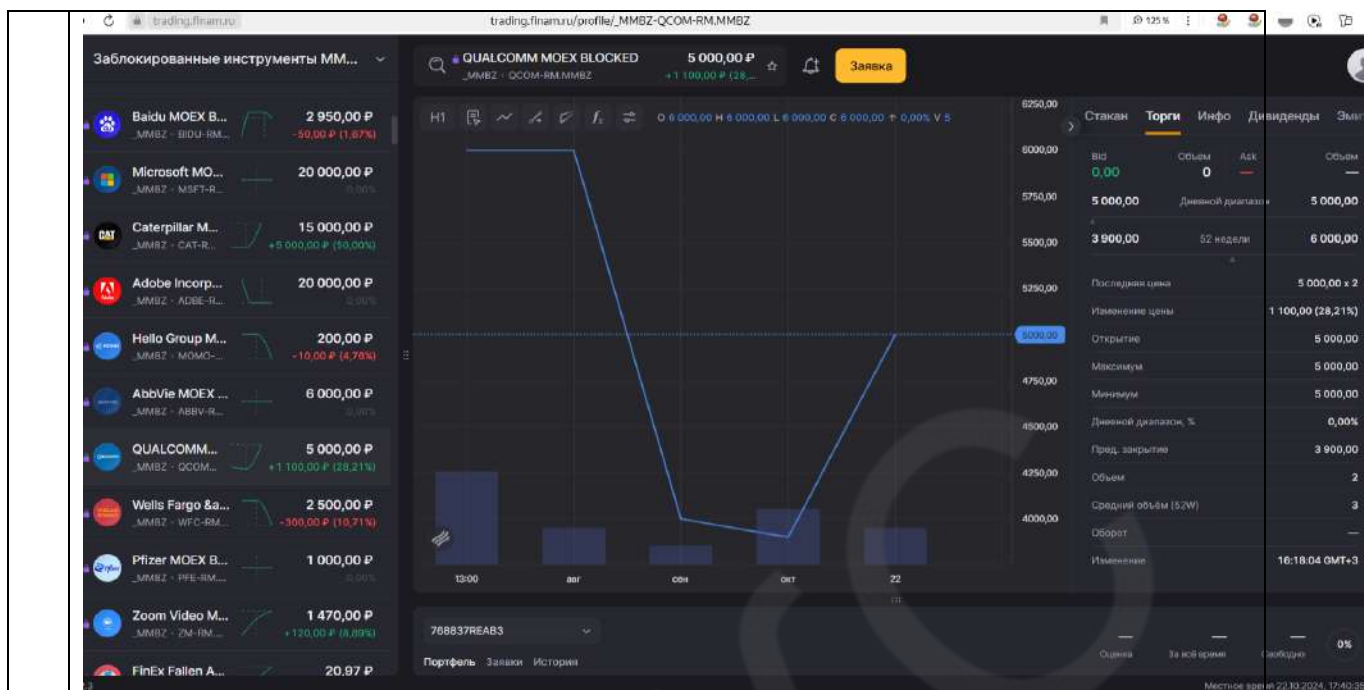 trading.finam.ru
trading.finam.ru/profile/_MMBZ-QCOM-RM.MMBZ
125 %
Заблокированные инструменты MM...
QUALCOMM MOEX BLOCKED
5 000,00 ₽
_MMBZ · QCOM-RM.MMBZ
+1 100,00 ₽ (28,...
Заявка
Baidu MOEX B...
2 950,00 ₽
_MMBZ · BIDU-RM...
-50,00 ₽ (1,67%)
Microsoft MO...
20 000,00 ₽
_MMBZ · MSFT-R...
0,00%
Caterpillar M...
15 000,00 ₽
_MMBZ · CAT-R...
+5 000,00 ₽ (50,00%)
Adobe Incorp...
20 000,00 ₽
_MMBZ · ADBE-R...
0,00%
Hello Group M...
200,00 ₽
_MMBZ · MOMO-...
-10,00 ₽ (4,76%)
AbbVie MOEX ...
6 000,00 ₽
_MMBZ · ABBV-R...
0,00%
QUALCOMM...
5 000,00 ₽
_MMBZ · QCOM...
+1 100,00 ₽ (28,21%)
Wells Fargo &a...
2 500,00 ₽
_MMBZ · WFC-RM...
-300,00 ₽ (10,71%)
Pfizer MOEX B...
1 000,00 ₽
_MMBZ · PFE-RM...
0,00%
Zoom Video M...
1 470,00 ₽
_MMBZ · ZM-RM...
+120,00 ₽ (8,89%)
FinEx Fallen A...
20,97 ₽
H1
O 6 000,00 H 6 000,00 L 6 000,00 C 6 000,00 0,00% V 5
6250,00
6000,00
5750,00
5500,00
5250,00
5000,00
4750,00
4500,00
4250,00
4000,00
13:00 авг сен окт 22
768837REAB3
Портфель Заявки История
Стакан Торги Инфо Дивиденды Эми
Bid Объем Ask Объем
0,00 0 — —
5 000,00 Дневной диапазон 5 000,00
3 900,00 52 недели 6 000,00
Последняя цена 5 000,00 x 2
Изменение цены 1 100,00 (28,21%)
Открытие 5 000,00
Максимум 5 000,00
Минимум 5 000,00
Дневной диапазон, % 0,00%
Пред. закрытие 3 900,00
Объем 2
Средний объём (52W) 3
Оборот —
Изменение 16:18:04 GMT+3
— — — 0%
Оценка За всё время Свободно
Местное время 22.10.2024, 17:40:35